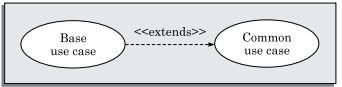 <<extends>>
Base
use case
Common
use case